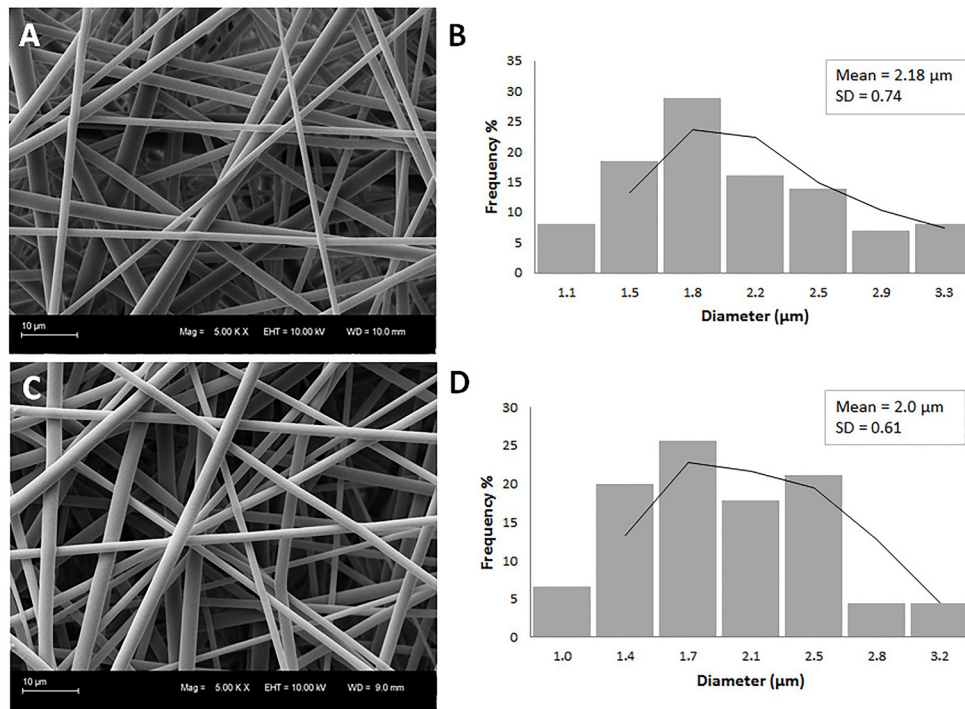 A
10 µm
Mag = 5.00 K X EHT = 10.00 kV WD = 10.0 mm
B
Mean = 2.18 µm
SD = 0.74
Frequency %
35
30
25
20
15
10
5
0
1.1 1.5 1.8 2.2 2.5 2.9 3.3
Diameter (µm)
C
10 µm
Mag = 5.00 K X EHT = 10.00 kV WD = 9.0 mm
D
Mean = 2.0 µm
SD = 0.61
Frequency %
30
25
20
15
10
5
0
1.0 1.4 1.7 2.1 2.5 2.8 3.2
Diameter (µm)